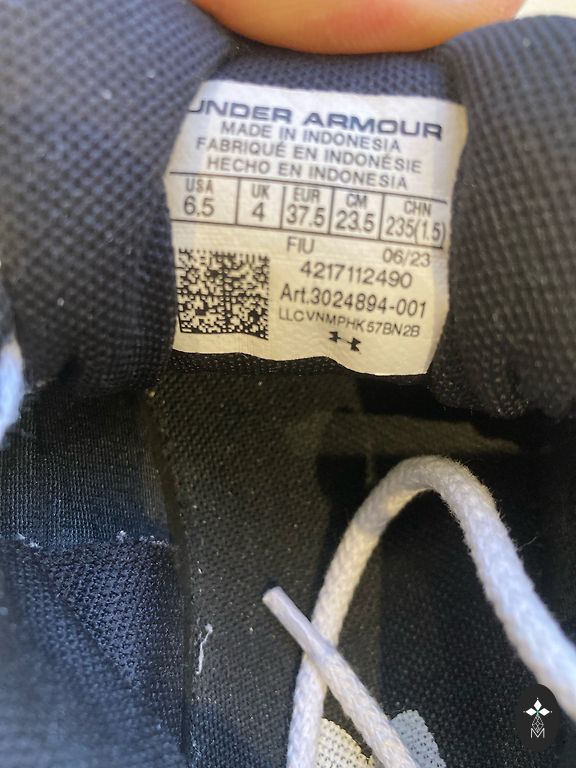 UNDER ARMOUR
MADE IN INDONESIA
FABRIQUÉ EN INDONÉSIE
HECHO EN INDONESIA
USA UK EUR CM CHN
6.5 4 37.5 23.5 235(1.5)
FIU 06/23
4217112490
Art.3024894-001
LLCVNMPHK57BN2B
M